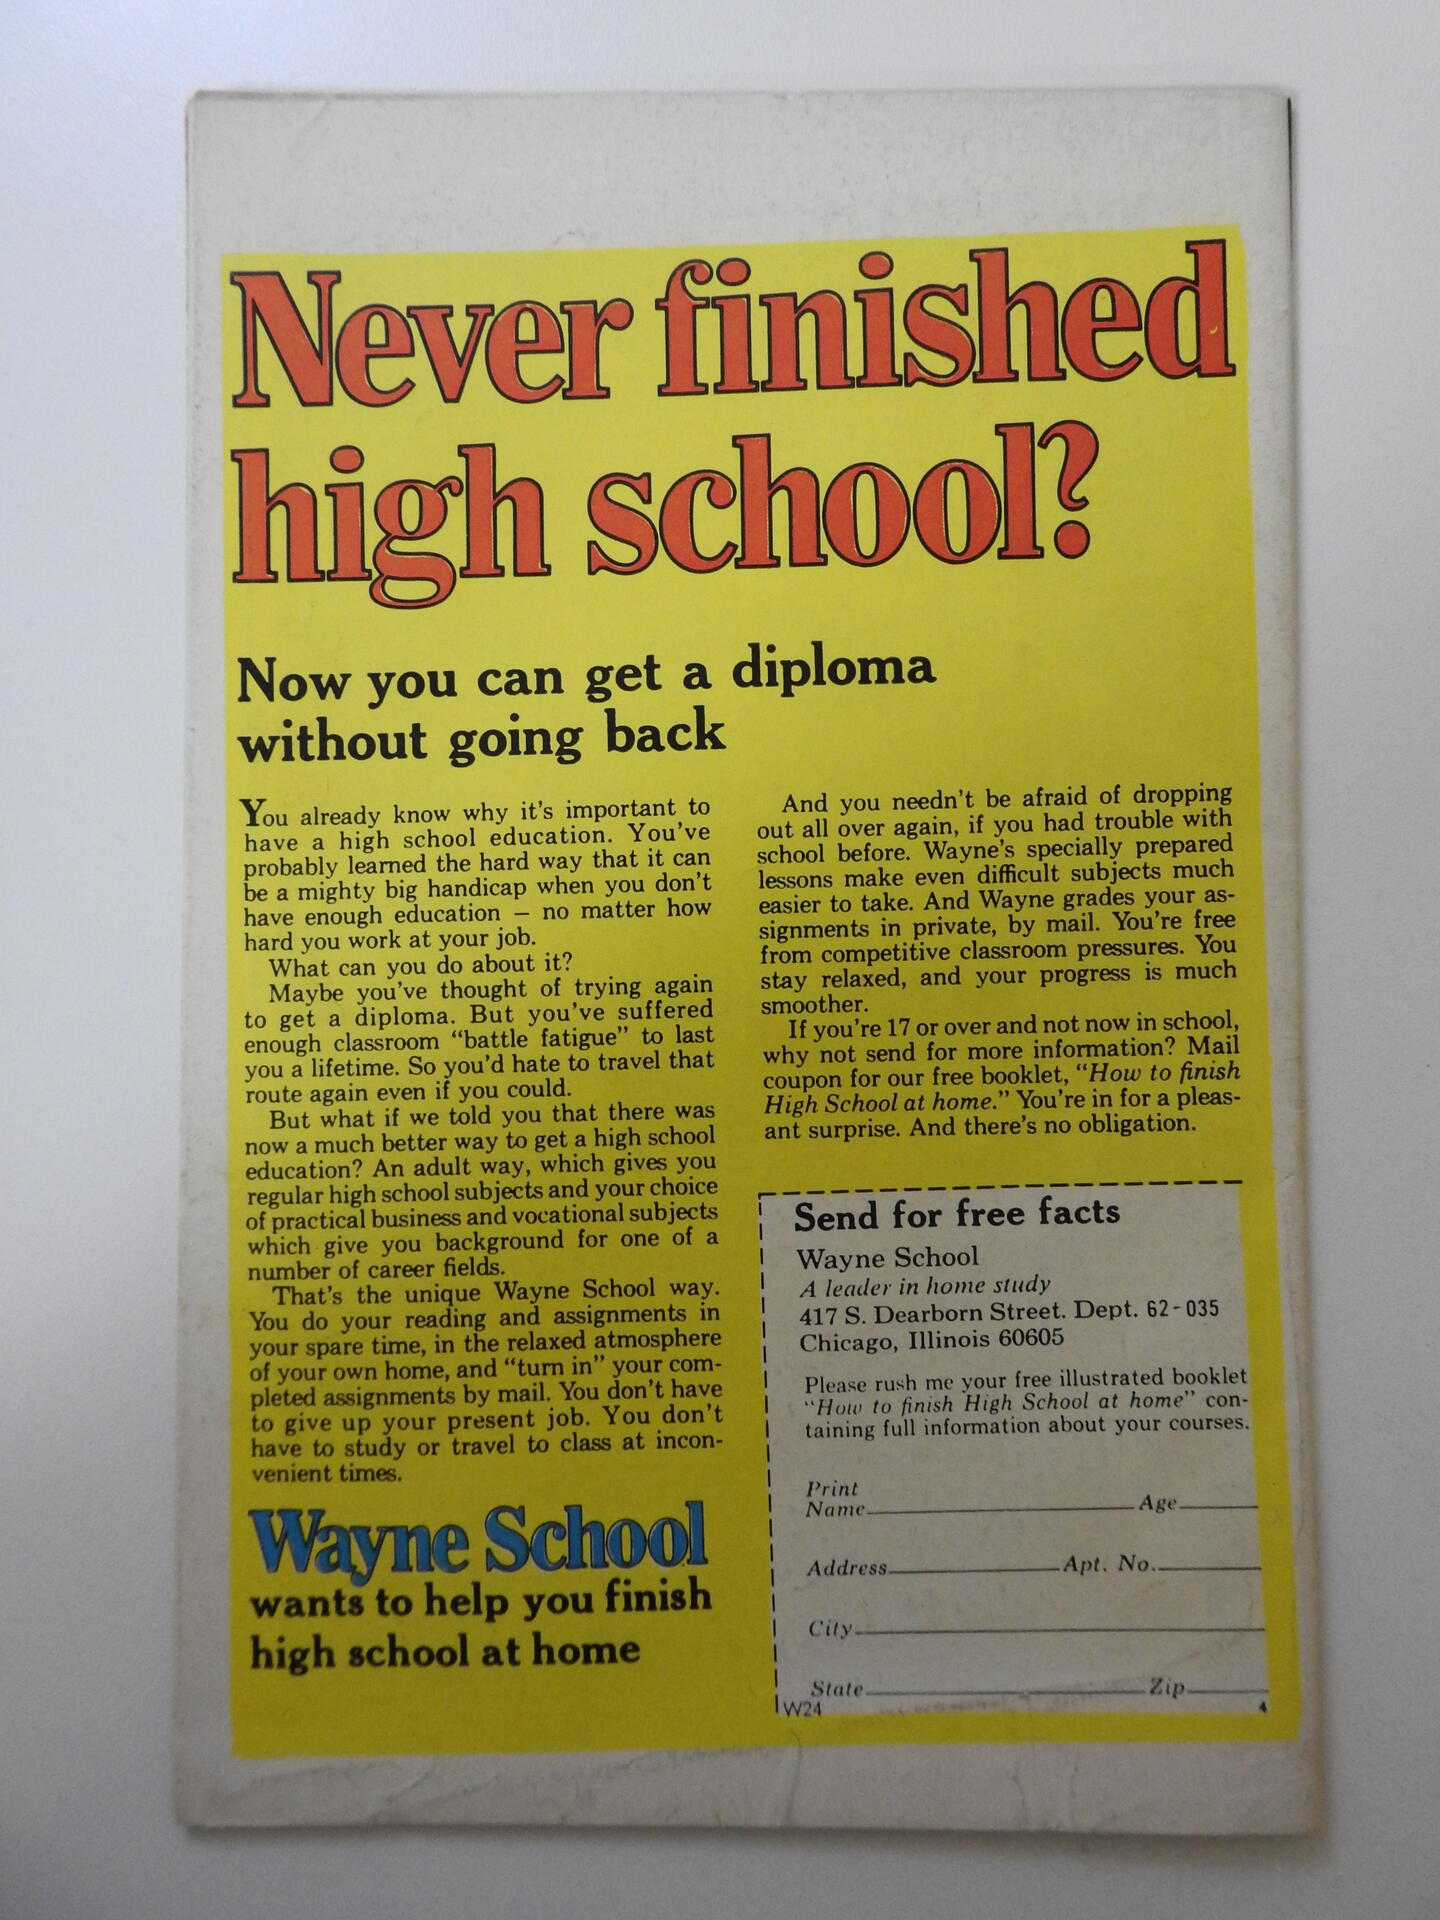 Never finished
high school?
Now you can get a diploma
without going back
You already know why it's important to
have a high school education. You've
probably learned the hard way that it can
be a mighty big handicap when you don't
have enough education – no matter how
hard you work at your job.
What can you do about it?
Maybe you've thought of trying again
to get a diploma. But you've suffered
enough classroom "battle fatigue" to last
you a lifetime. So you'd hate to travel that
route again even if you could.
But what if we told you that there was
now a much better way to get a high school
education? An adult way, which gives you
regular high school subjects and your choice
of practical business and vocational subjects
which give you background for one of a
number of career fields.
That's the unique Wayne School way.
You do your reading and assignments in
your spare time, in the relaxed atmosphere
of your own home, and "turn in" your com-
pleted assignments by mail. You don't have
to give up your present job. You don't
have to study or travel to class at incon-
venient times.
Wayne School
wants to help you finish
high school at home
And you needn't be afraid of dropping
out all over again, if you had trouble with
school before. Wayne's specially prepared
lessons make even difficult subjects much
easier to take. And Wayne grades your as-
signments in private, by mail. You're free
from competitive classroom pressures. You
stay relaxed, and your progress is much
smoother.
If you're 17 or over and not now in school,
why not send for more information? Mail
coupon for our free booklet, "How to finish
High School at home." You're in for a pleas-
ant surprise. And there's no obligation.
Send for free facts
Wayne School
A leader in home study
417 S. Dearborn Street. Dept. 62-035
Chicago, Illinois 60605
Please rush me your free illustrated booklet
"How to finish High School at home" con-
taining full information about your courses.
Print
Name Age
Address Apt. No.
City
State Zip
W24 4